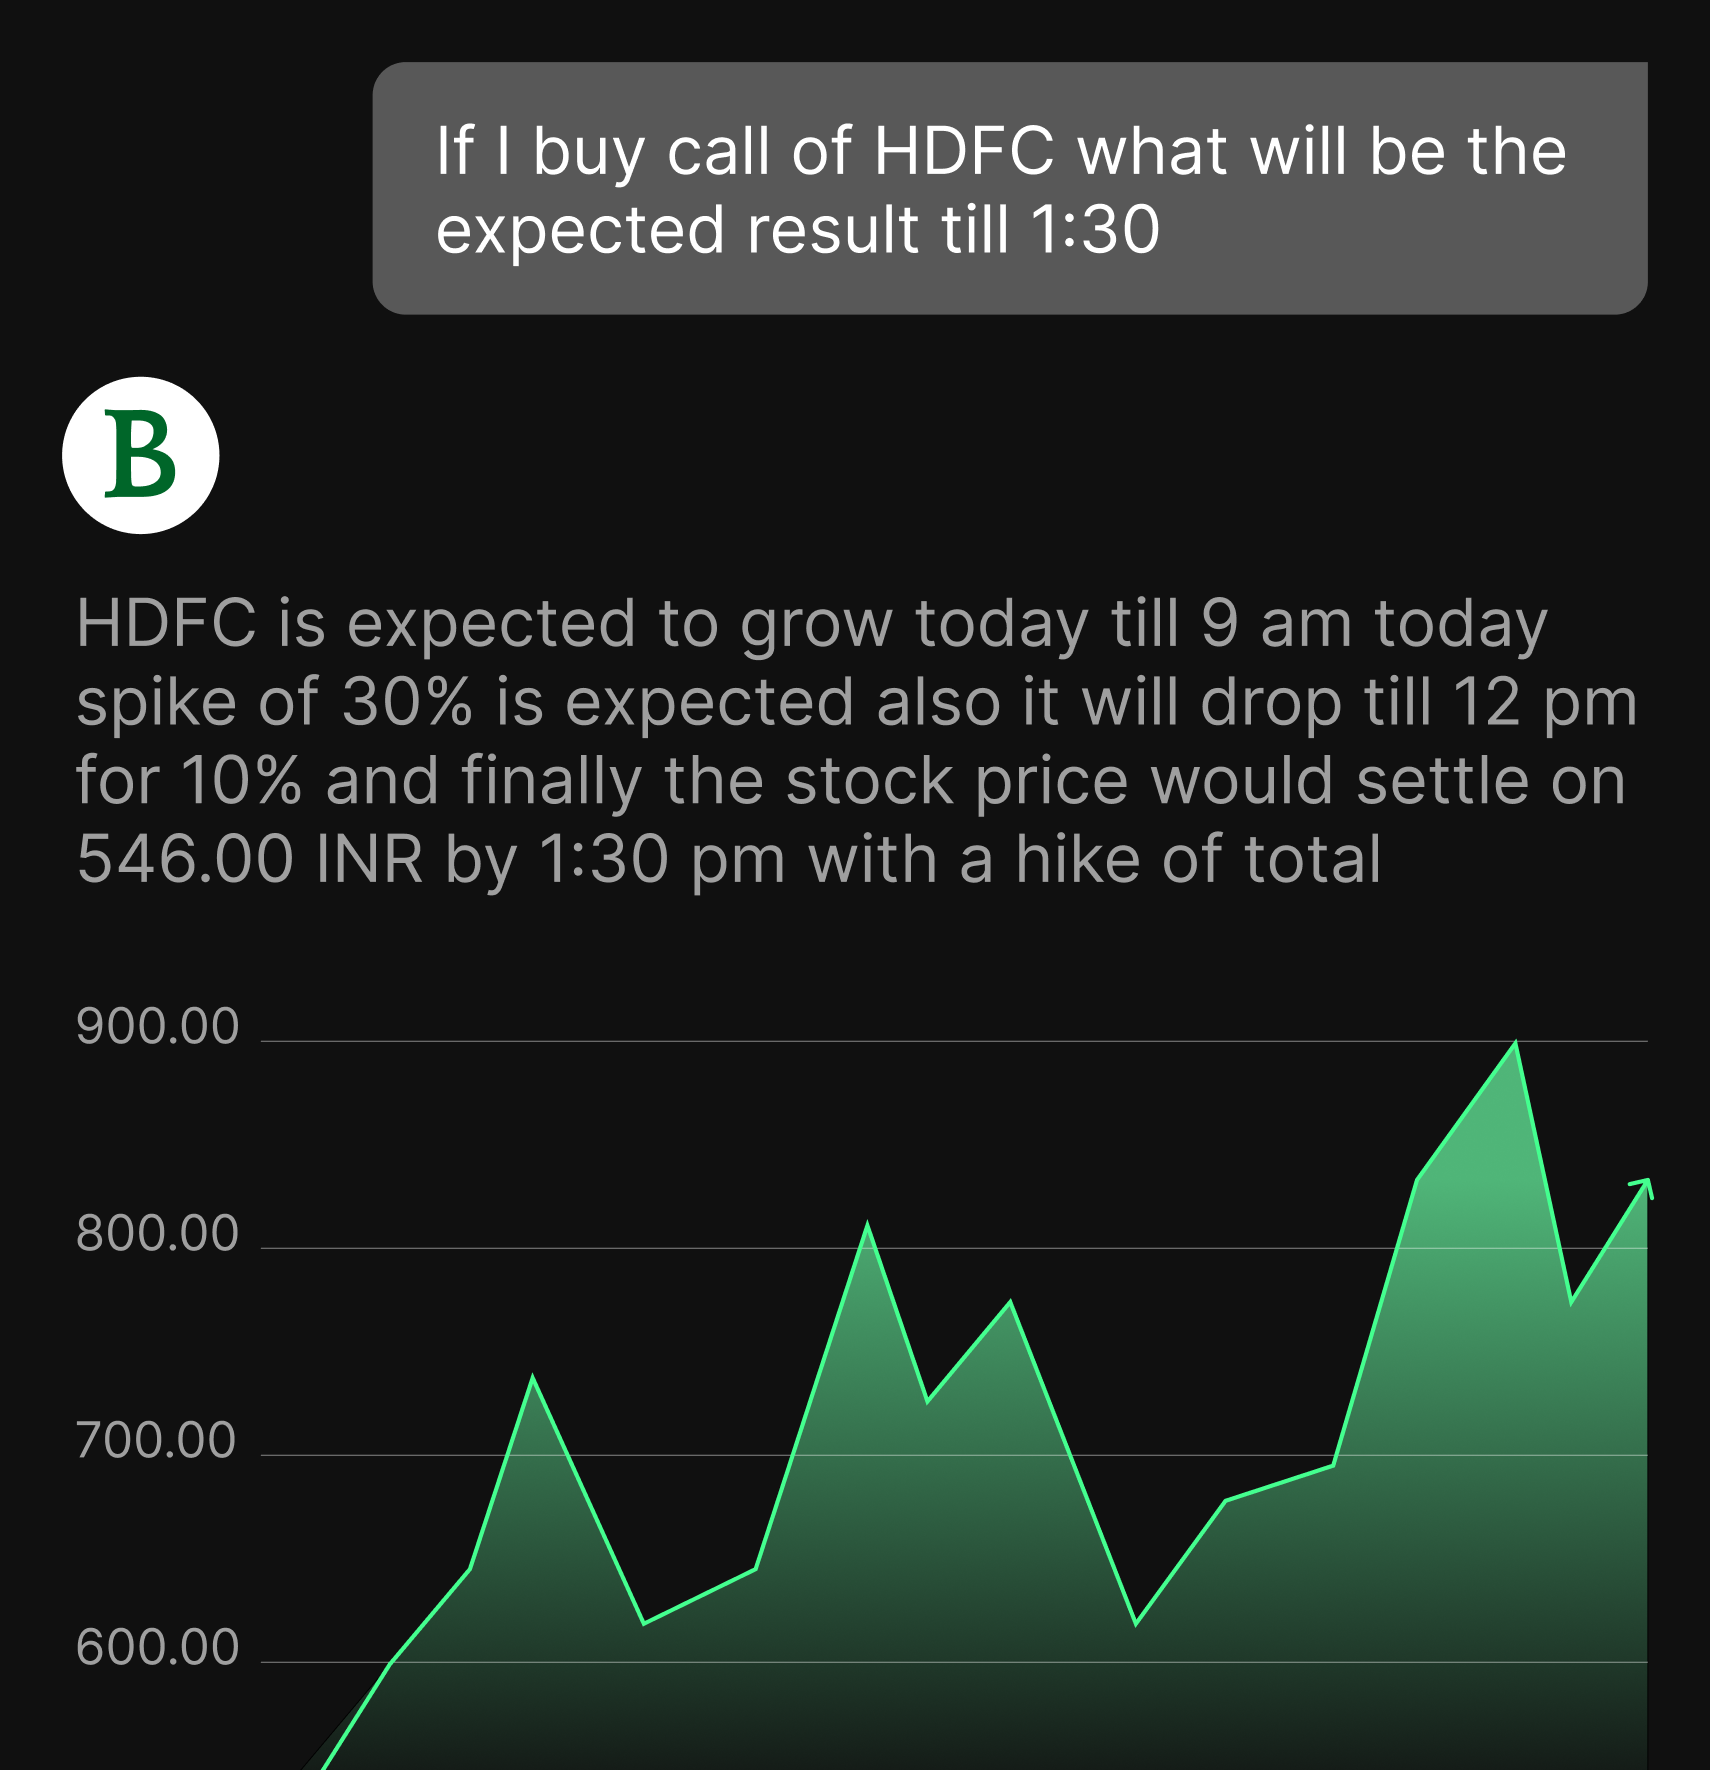 If I buy call of HDFC what will be the
expected result till 1:30
B
HDFC is expected to grow today till 9 am today
spike of 30% is expected also it will drop till 12 pm
for 10% and finally the stock price would settle on
546.00 INR by 1:30 pm with a hike of total
900.00
800.00
700.00
600.00